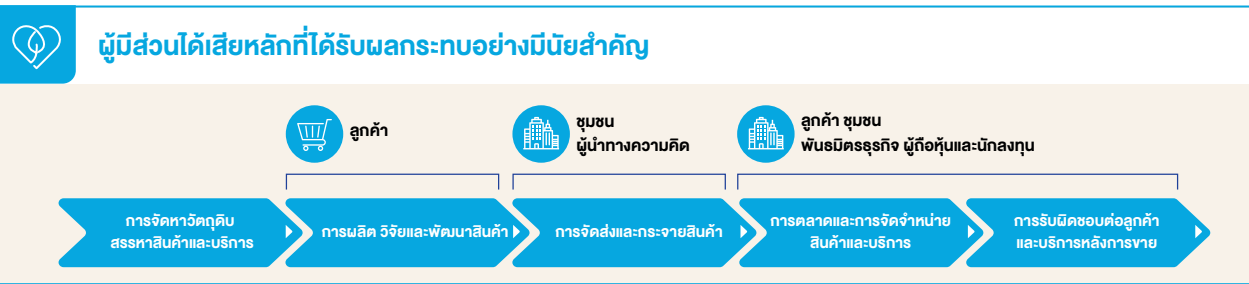 ผู้มีส่วนได้เสียหลักที่ได้รับผลกระทบอย่างมีนัยสำคัญ
ลูกค้า
ชุมชน
ผู้นำทางความคิด
ลูกค้า ชุมชน
พันธมิตรธุรกิจ ผู้ถือหุ้นและนักลงทุน
การจัดหาวัตถุดิบ
สรรหาสินค้าและบริการ
การผลิต วิจัยและพัฒนาสินค้า
การจัดส่งและกระจายสินค้า
การตลาดและการจัดจำหน่าย
สินค้าและบริการ
การรับผิดชอบต่อลูกค้า
และบริการหลังการขาย